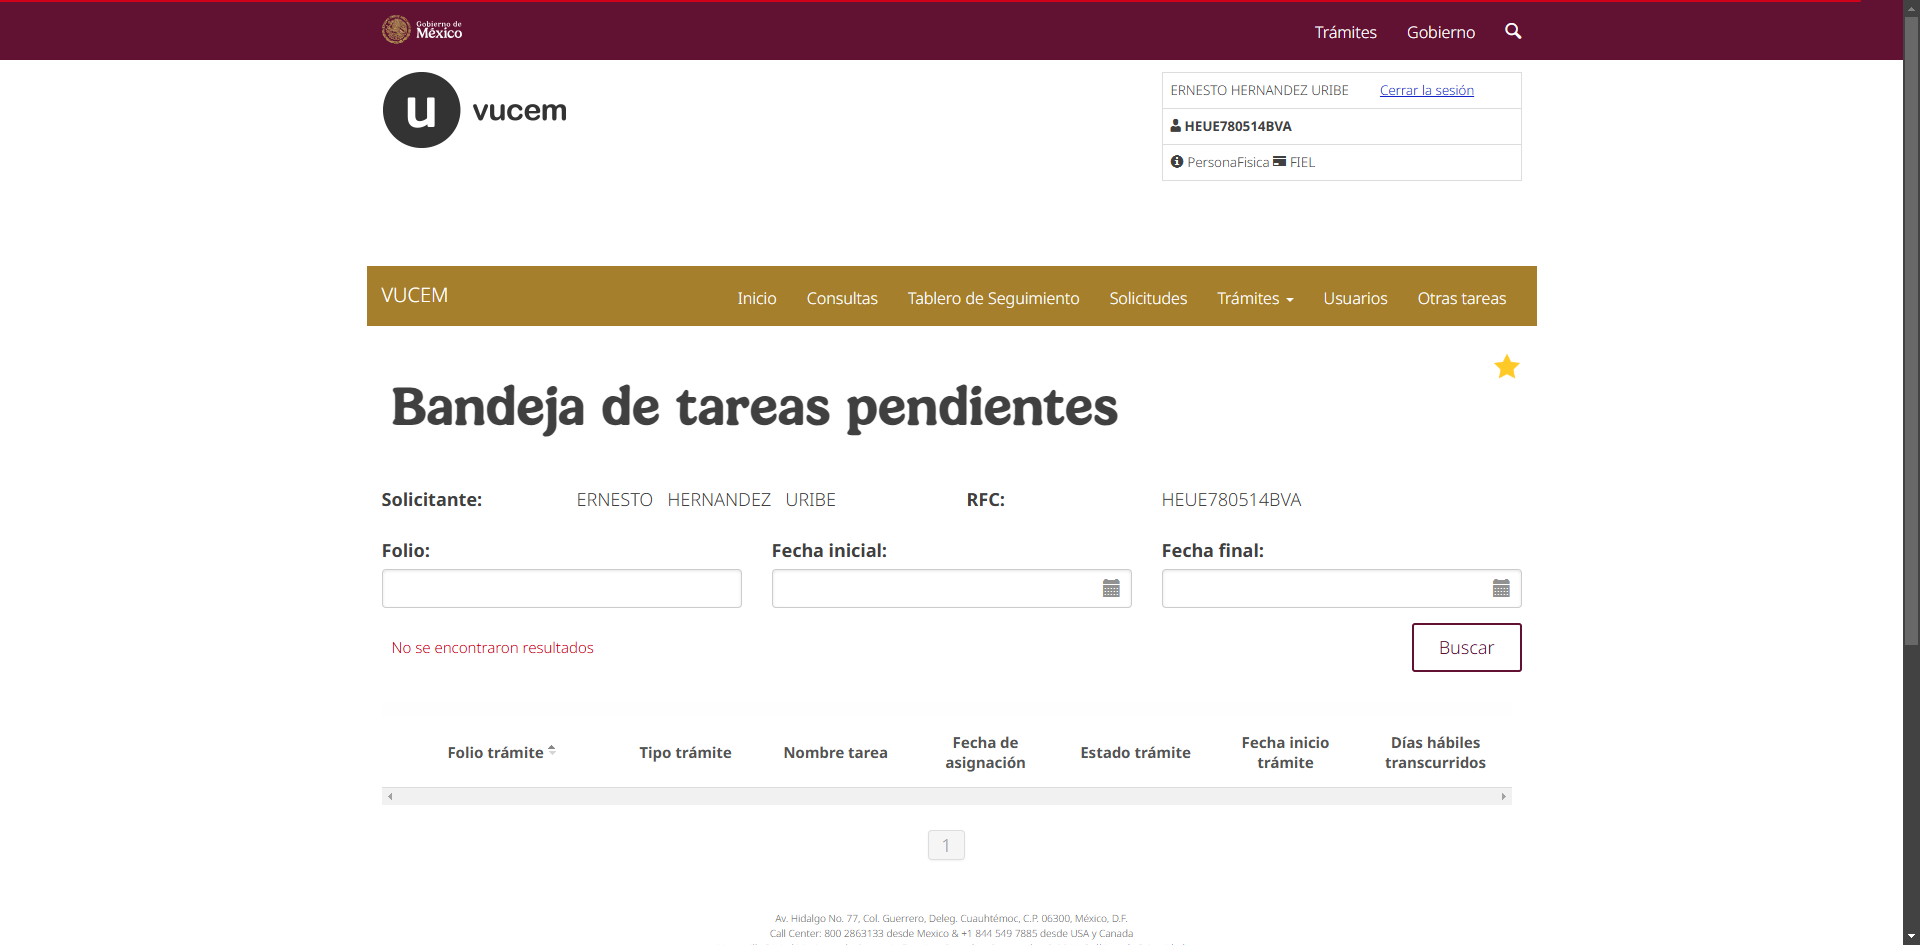 Gobierno de
México
Trámites Gobierno
u vucem
ERNESTO HERNANDEZ URIBE Cerrar la sesión
HEUE780514BVA
PersonaFisica FIEL
VUCEM Inicio Consultas Tablero de Seguimiento Solicitudes Trámites Usuarios Otras tareas
Bandeja de tareas pendientes
Solicitante: ERNESTO HERNANDEZ URIBE RFC: HEUE780514BVA
Folio: Fecha inicial: Fecha final:
No se encontraron resultados Buscar
Folio trámite Tipo trámite Nombre tarea Fecha de asignación Estado trámite Fecha inicio trámite Días hábiles transcurridos
1
Av. Hidalgo No. 77, Col. Guerrero, Deleg. Cuauhtémoc, C.P. 06300, México, D.F.
Call Center: 800 2863133 desde Mexico & +1 844 549 7885 desde USA y Canada